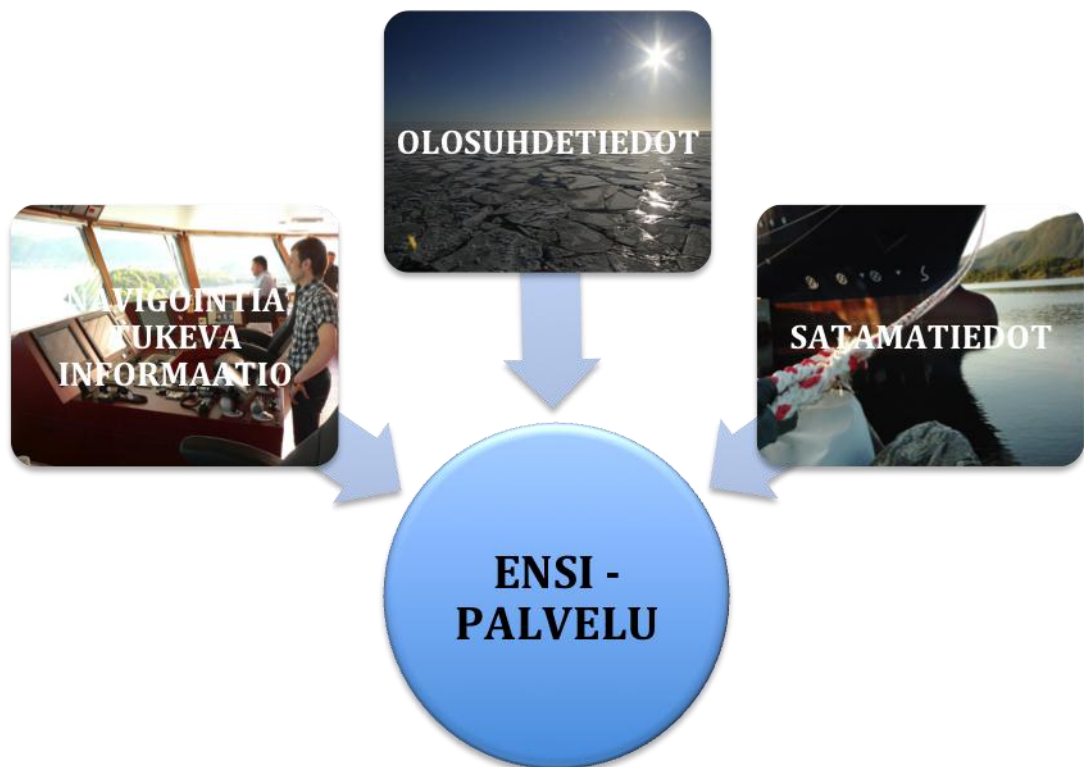 OLOSUHDETIEDOT
NAVIGOINTIA
TUKEVA
INFORMAATIO
SATAMATIEDOT
ENSI -
PALVELU